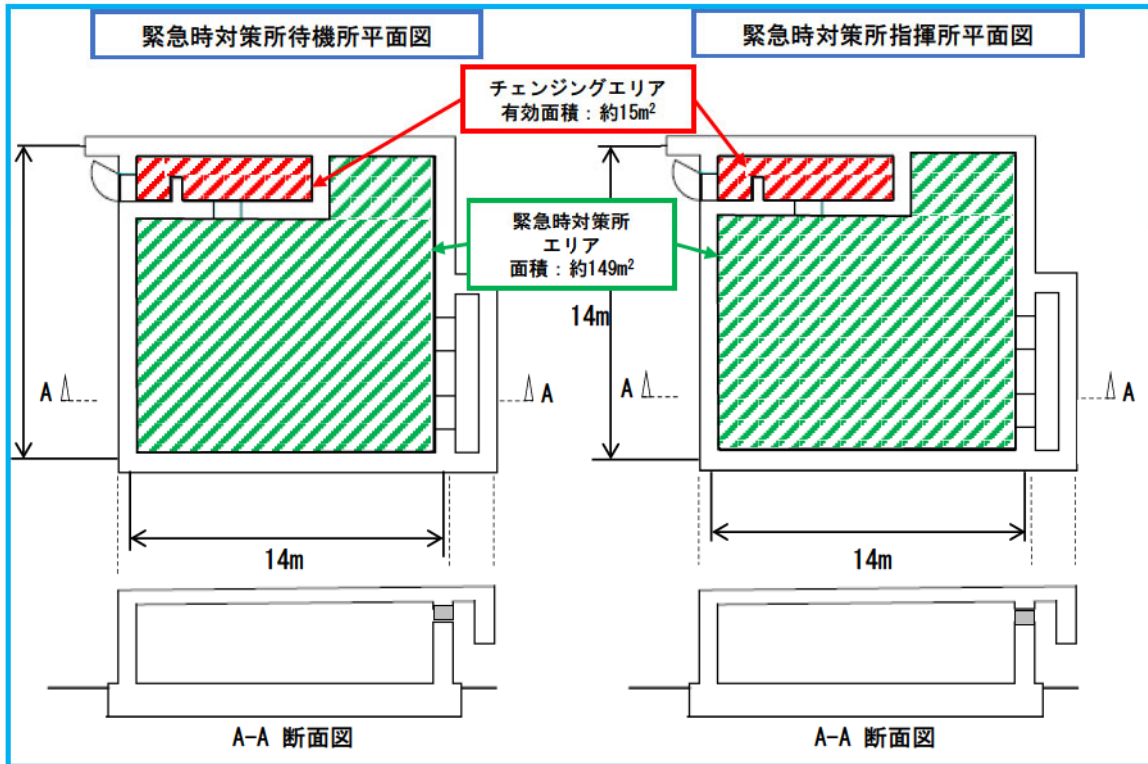 緊急時対策所待機所平面図
緊急時対策所指揮所平面図
チェンジングエリア
有効面積：約15m²
緊急時対策所
エリア
面積：約149m²
14m
A
A
A
A
14m
14m
A-A 断面図
A-A 断面図